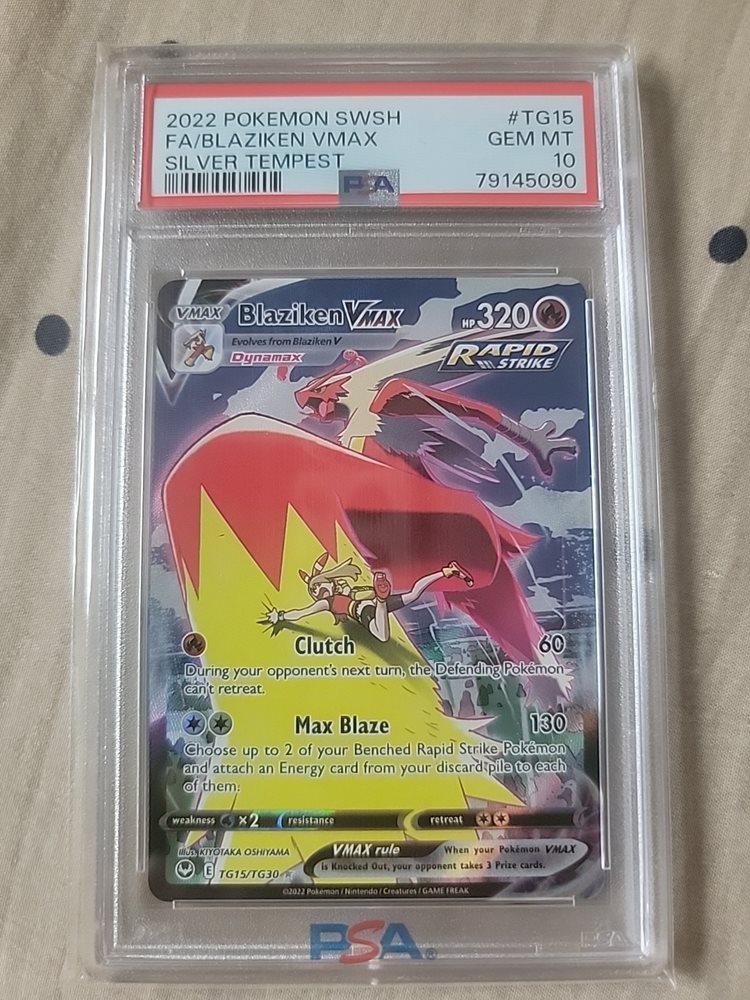 2022 POKEMON SWSH #TG15
FA/BLAZIKEN VMAX GEM MT
SILVER TEMPEST 10
PSA 79145090
VMAX Blaziken VMAX HP 320
Evolves from Blaziken V
Dynamax
RAPID
STRIKE
Clutch 60
During your opponent's next turn, the Defending Pokémon
can't retreat.
Max Blaze 130
Choose up to 2 of your Benched Rapid Strike Pokémon
and attach an Energy card from your discard pile to each
of them.
weakness ×2 resistance retreat
Illus. KIYOTAKA OSHIYAMA
VMAX rule When your Pokémon VMAX
is Knocked Out, your opponent takes 3 Prize cards.
E TG15/TG30
©2022 Pokémon / Nintendo / Creatures / GAME FREAK
PSA®
PSA